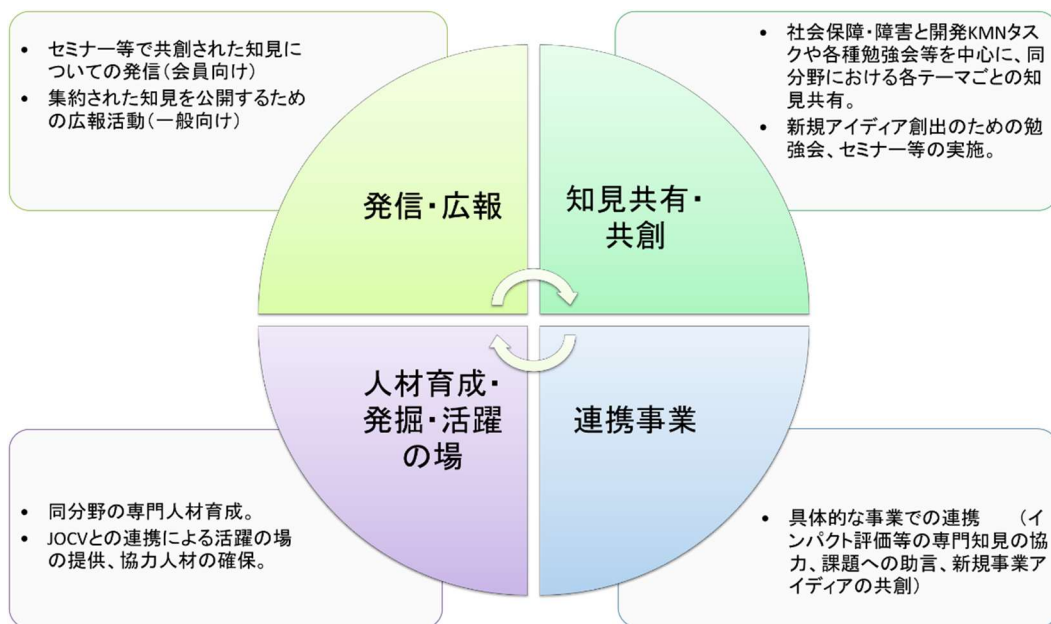 • セミナー等で共創された知見に
ついての発信（会員向け）
• 集約された知見を公開するため
の広報活動（一般向け）
• 社会保障・障害と開発KMNタス
クや各種勉強会等を中心に、同
分野における各テーマごとの知
見共有。
• 新規アイディア創出のための勉
強会、セミナー等の実施。
発信・広報
知見共有・
共創
人材育成・
発掘・活躍
の場
連携事業
• 同分野の専門人材育成。
• JOCVとの連携による活躍の場
の提供、協力人材の確保。
• 具体的な事業での連携　（イ
ンパクト評価等の専門知見の協
力、課題への助言、新規事業ア
イディアの共創）